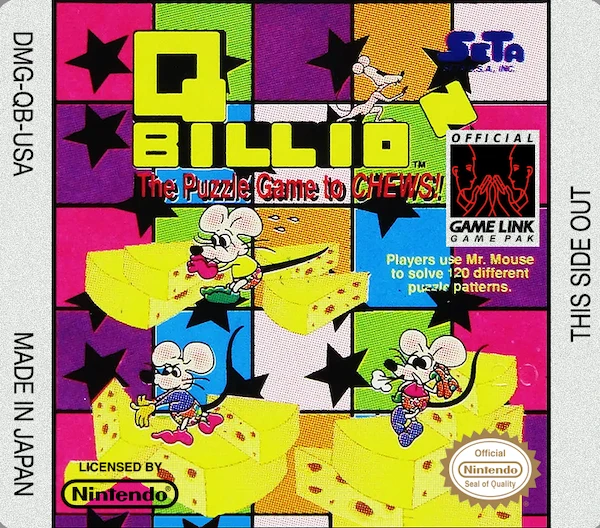 DMG-QB-USA
MADE IN JAPAN
THIS SIDE OUT
Q
BILLION
TM
SETA
U.S.A., INC.
The Puzzle Game to CHEWS!
OFFICIAL
GAME LINK
GAME PAK
Players use Mr. Mouse
to solve 120 different
puzzle patterns.
LICENSED BY
Nintendo®
Official
Nintendo
Seal of Quality